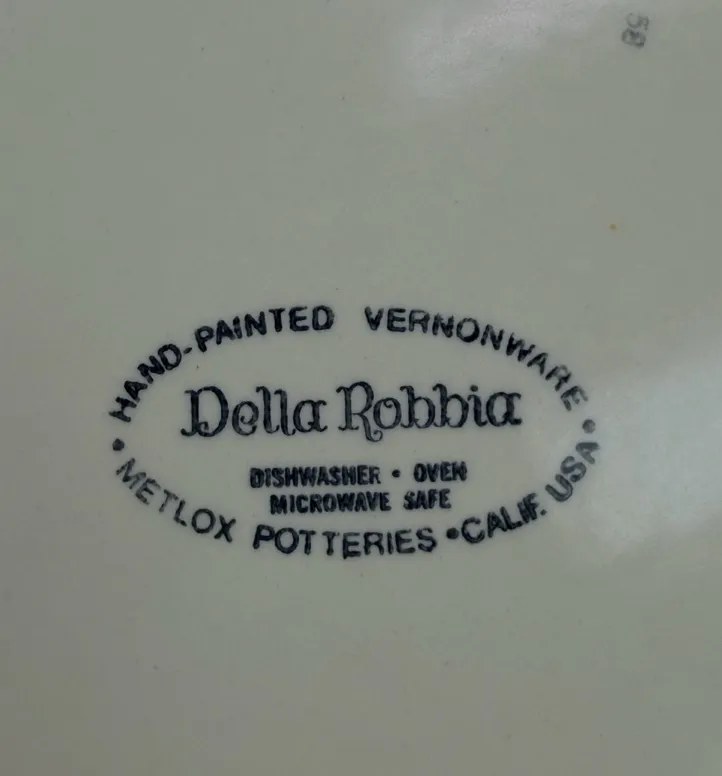 58
HAND-PAINTED VERNONWARE
Della Robbia
DISHWASHER • OVEN
MICROWAVE SAFE
• METLOX POTTERIES • CALIF. USA •